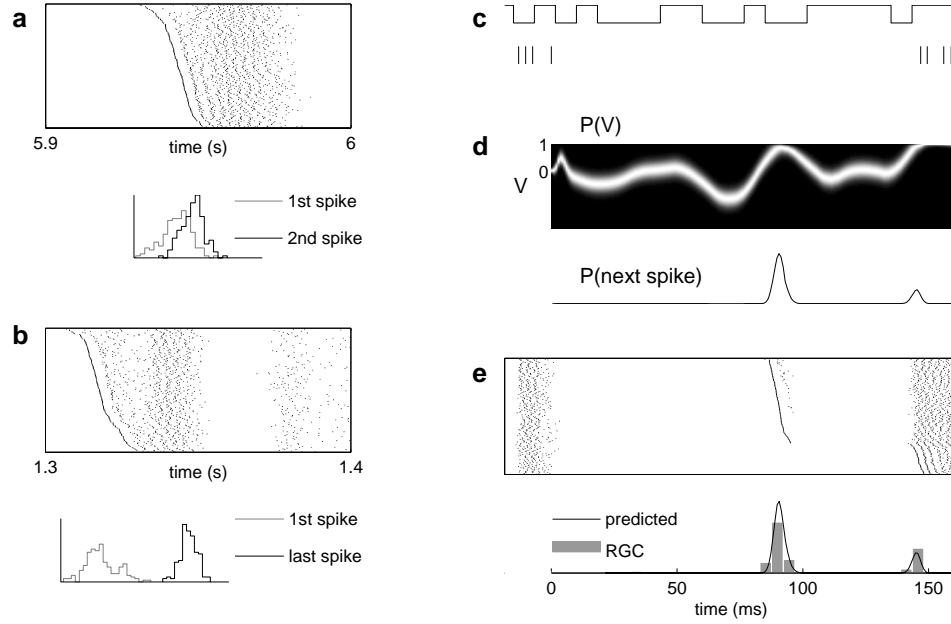 a
5.9 6
time (s)
1st spike
2nd spike
b
1.3 1.4
time (s)
1st spike
last spike
c
d
P(V)
1
0
V
P(next spike)
e
predicted
RGC
0 50 100 150
time (ms)